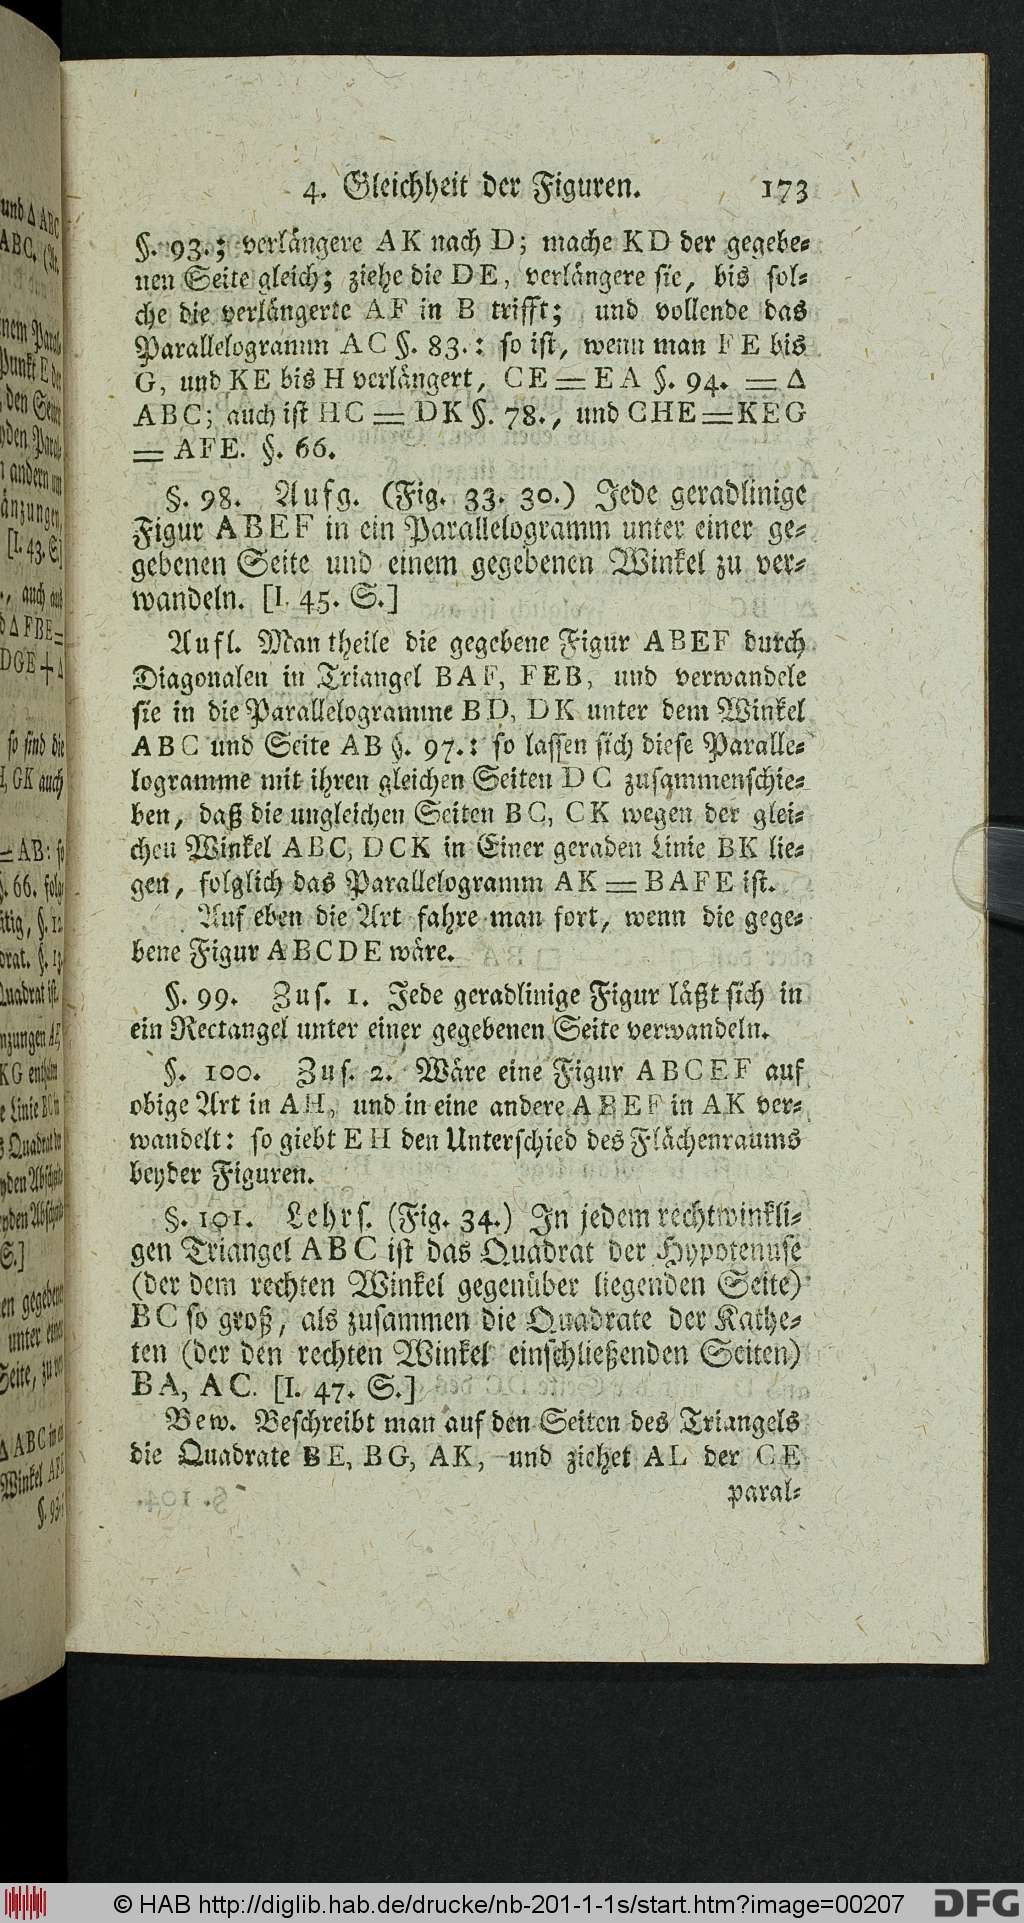 4. Gleichheit der Figuren. 173
§. 93.; verlängere AK nach D; mache KD der gegebe-
nen Seite gleich; ziehe die DE, verlängere sie, bis sol-
che die verlängerte AF in B trifft; und vollende das
Parallelogramm AC §. 83.: so ist, wenn man FE bis
G, und KE bis H verlängert, CE = EA §. 94. = Δ
ABC; auch ist HC = DK §. 78., und CHE = KEG
= AFE. §. 66.
§. 98. Aufg. (Fig. 33. 30.) Jede geradlinige
Figur ABEF in ein Parallelogramm unter einer ge-
gebenen Seite und einem gegebenen Winkel zu ver-
wandeln. [I. 45. S.]
Aufl. Man theile die gegebene Figur ABEF durch
Diagonalen in Triangel BAF, FEB, und verwandele
sie in die Parallelogramme BD, DK unter dem Winkel
ABC und Seite AB §. 97.: so lassen sich diese Paralle-
logramme mit ihren gleichen Seiten DC zusammenschie-
ben, daß die ungleichen Seiten BC, CK wegen der glei-
chen Winkel ABC, DCK in Einer geraden Linie BK lie-
gen, folglich das Parallelogramm AK = BAFE ist.
Auf eben die Art fahre man fort, wenn die gege-
bene Figur ABCDE wäre.
§. 99. Zus. 1. Jede geradlinige Figur läßt sich in
ein Rectangel unter einer gegebenen Seite verwandeln.
§. 100. Zus. 2. Wäre eine Figur ABCEF auf
obige Art in AH, und in eine andere ABEF in AK ver-
wandelt: so giebt EH den Unterschied des Flächenraums
beyder Figuren.
§. 101. Lehrs. (Fig. 34.) In jedem rechtwinkli-
gen Triangel ABC ist das Quadrat der Hypotenuse
(der dem rechten Winkel gegenüber liegenden Seite)
BC so groß, als zusammen die Quadrate der Kathe-
ten (der den rechten Winkel einschließenden Seiten)
BA, AC. [I. 47. S.]
Bew. Beschreibt man auf den Seiten des Triangels
die Quadrate BE, BG, AK, und ziehet AL der CE
paral-
© HAB http://diglib.hab.de/drucke/nb-201-1-1s/start.htm?image=00207
DFG